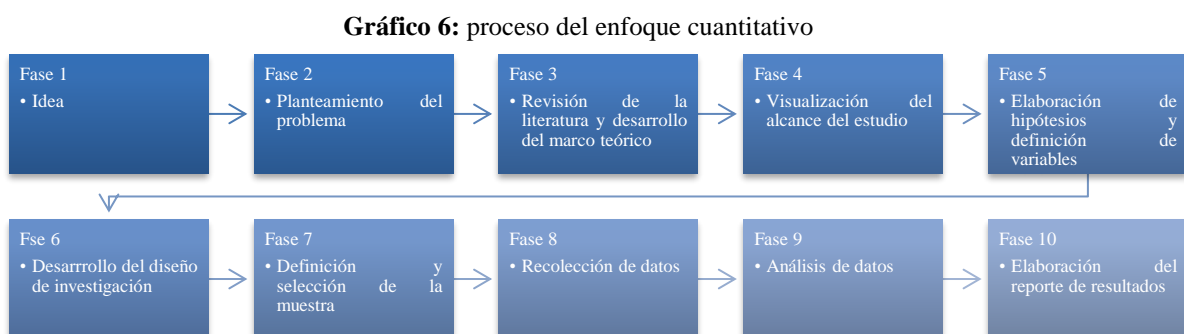 Gráfico 6: proceso del enfoque cuantitativo
Fase 1
• Idea
Fase 2
• Planteamiento del
problema
Fase 3
• Revisión de la
literatura y desarrollo
del marco teórico
Fase 4
• Visualización del
alcance del estudio
Fase 5
• Elaboración de
hipótesios y
definición de
variables
Fse 6
• Desarrrollo del diseño
de investigación
Fase 7
• Definición y
selección de la
muestra
Fase 8
• Recolección de datos
Fase 9
• Análisis de datos
Fase 10
• Elaboración del
reporte de resultados